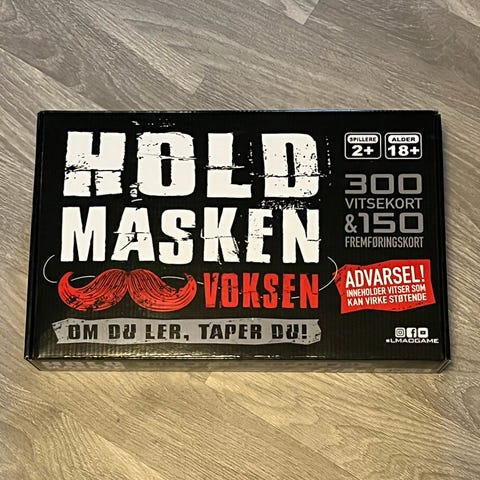 HOLD
MASKEN
VOKSEN
OM DU LER, TAPER DU!
SPILLERE
2+
ALDER
18+
300
VITSEKORT
&150
FREMFØRINGSKORT
ADVARSEL!
INNEHOLDER VITSER SOM
KAN VIRKE STØTENDE
#LMAOGAME